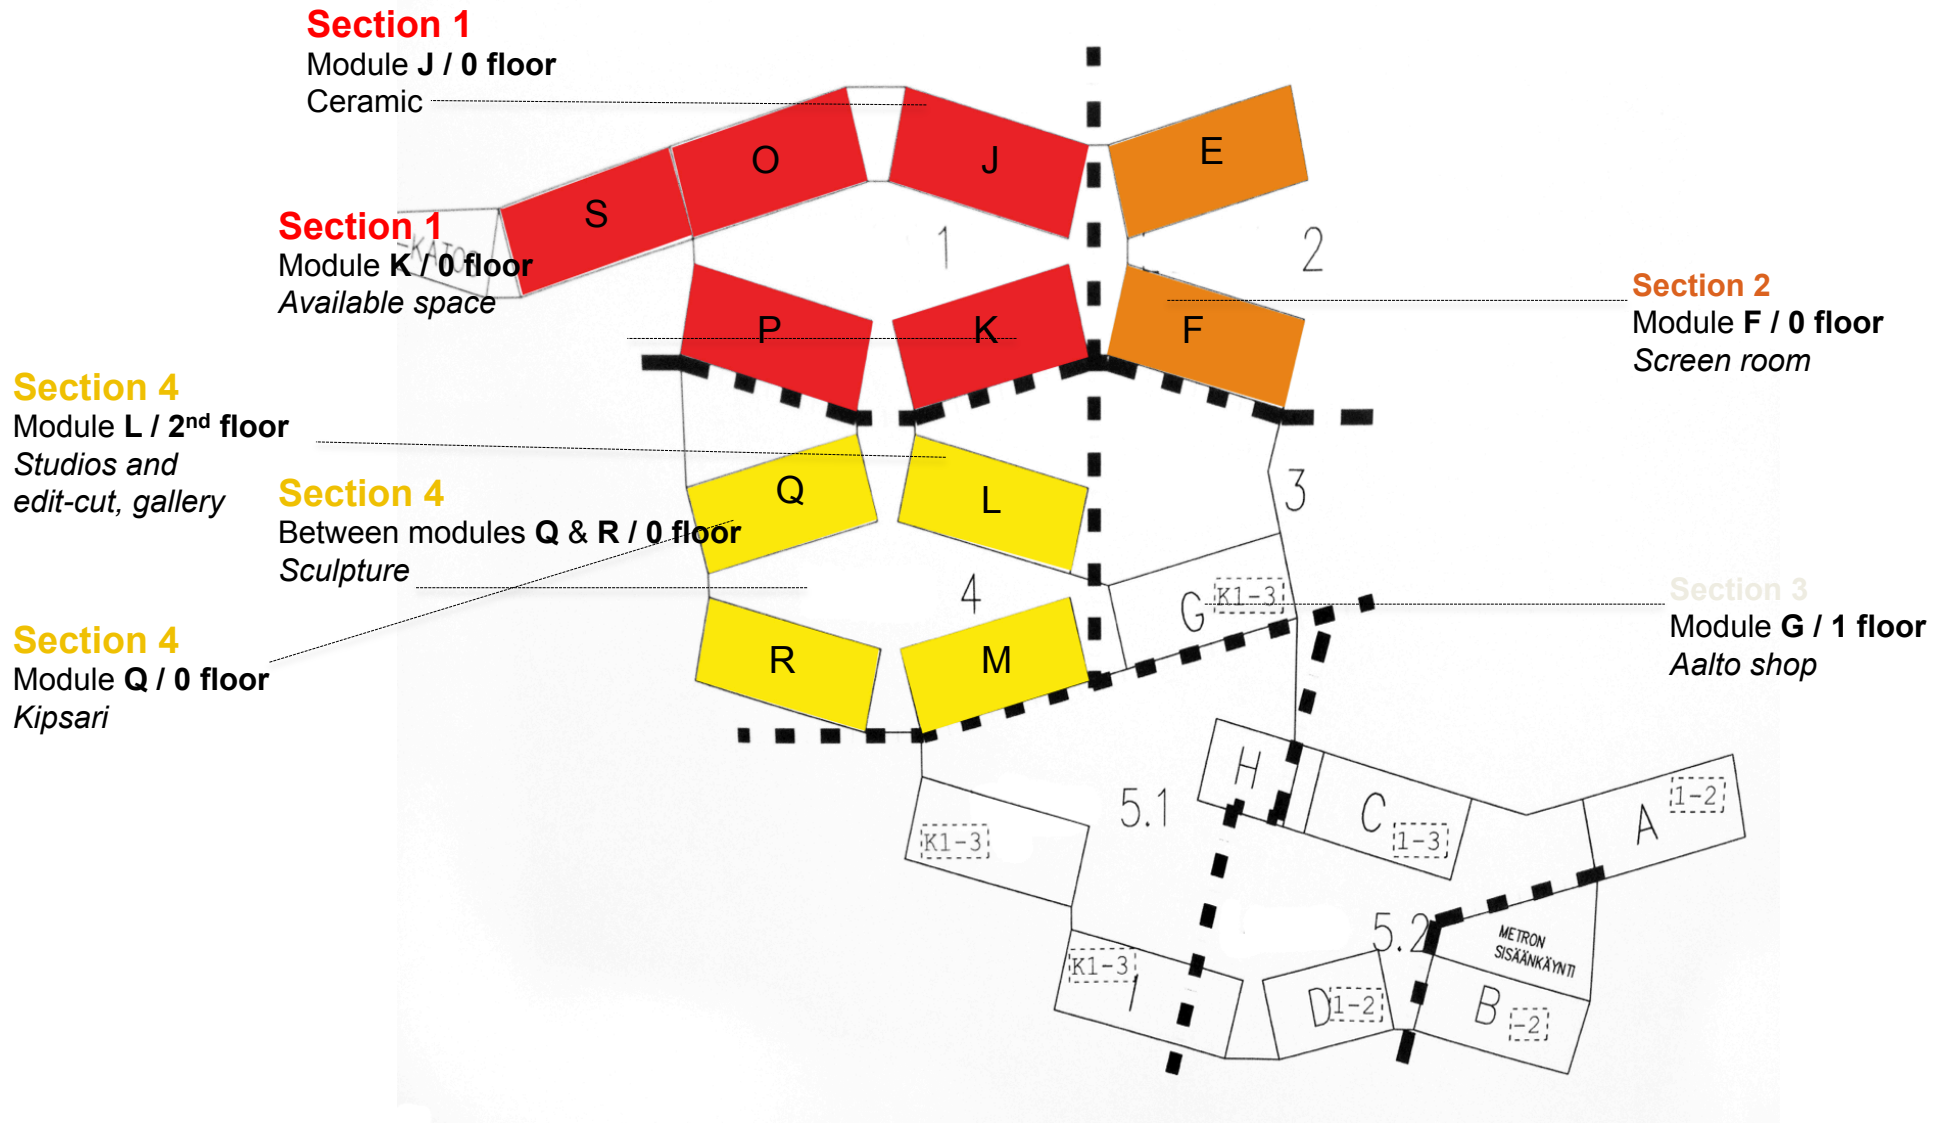 Section 1
Module J / 0 floor
Ceramic
O
J
E
S
Section 1
Module K / 0 floor
Available space
-KATOS
1
2
P
K
F
Section 2
Module F / 0 floor
Screen room
Section 4
Module L / 2nd floor
Studios and
edit-cut, gallery
Section 4
Between modules Q & R / 0 floor
Sculpture
Q
L
3
4
G
K1-3
Section 3
Module G / 1 floor
Aalto shop
Section 4
Module Q / 0 floor
Kipsari
R
M
H
5.1
C
1-3
A
1-2
K1-3
5.2
METRON
SISÄÄNKÄYNTI
K1-3
I
D
1-2
B
-2